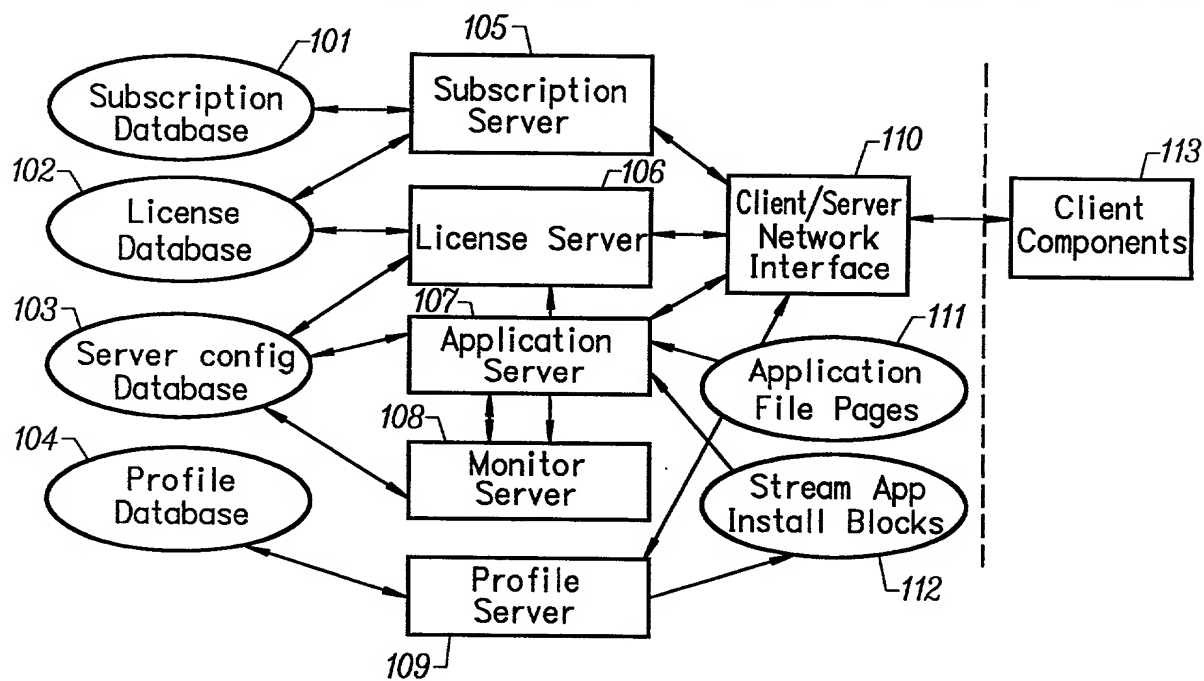 101
Subscription
Database
105
Subscription
Server
102
License
Database
106
License Server
110
Client/Server
Network
Interface
113
Client
Components
103
Server config
Database
107
Application
Server
111
Application
File Pages
104
Profile
Database
108
Monitor
Server
Stream App
Install Blocks
112
Profile
Server
109